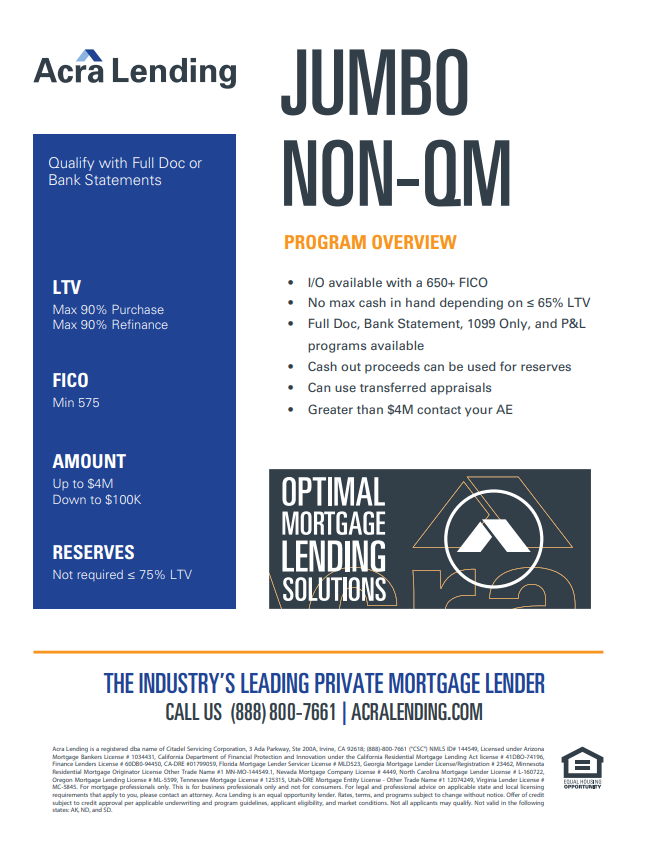 Acra Lending
JUMBO
NON-QM
Qualify with Full Doc or
Bank Statements
LTV
Max 90% Purchase
Max 90% Refinance
FICO
Min 575
AMOUNT
Up to $4M
Down to $100K
RESERVES
Not required ≤ 75% LTV
PROGRAM OVERVIEW
• I/O available with a 650+ FICO
• No max cash in hand depending on ≤ 65% LTV
• Full Doc, Bank Statement, 1099 Only, and P&L
programs available
• Cash out proceeds can be used for reserves
• Can use transferred appraisals
• Greater than $4M contact your AE
OPTIMAL
MORTGAGE
LENDING
SOLUTIONS
THE INDUSTRY'S LEADING PRIVATE MORTGAGE LENDER
CALL US (888) 800-7661 | ACRALENDING.COM
Acra Lending is a registered dba name of Citadel Servicing Corporation, 3 Ada Parkway, Ste 200A, Irvine, CA 92618; (888)-800-7661 ("CSC") NMLS ID# 144549, Licensed under Arizona
Mortgage Bankers License # 1034431, California Department of Financial Protection and Innovation under the California Residential Mortgage Lending Act license # 41DBO-74196,
Finance Lenders License # 60DB0-94450, CA-DRE #01799059, Florida Mortgage Lender Servicer License # MLD523, Georgia Mortgage Lender License/Registration # 23462, Minnesota
Residential Mortgage Originator License Other Trade Name #1 MN-MO-144549.1, Nevada Mortgage Company License # 4449, North Carolina Mortgage Lender License # L-160722,
Oregon Mortgage Lending License # ML-5599, Tennessee Mortgage License # 125315, Utah-DRE Mortgage Entity License - Other Trade Name #1 12074249, Virginia Lender License #
MC-5845. For mortgage professionals only. This is for business professionals only and not for consumers. For legal and professional advice on applicable state and local licensing
requirements that apply to you, please contact an attorney. Acra Lending is an equal opportunity lender. Rates, terms, and programs subject to change without notice. Offer of credit
subject to credit approval per applicable underwriting and program guidelines, applicant eligibility, and market conditions. Not all applicants may qualify. Not valid in the following
states: AK, ND, and SD.
EQUAL HOUSING
OPPORTUNITY